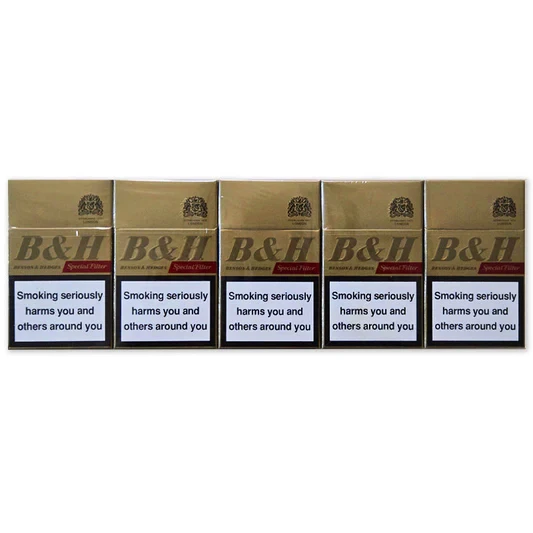 B&H
BENSON & HEDGES Special Filter
Smoking seriously
harms you and
others around you
B&H
BENSON & HEDGES Special Filter
Smoking seriously
harms you and
others around you
B&H
BENSON & HEDGES Special Filter
Smoking seriously
harms you and
others around you
B&H
BENSON & HEDGES Special Filter
Smoking seriously
harms you and
others around you
B&H
BENSON & HEDGES Special Filter
Smoking seriously
harms you and
others around you